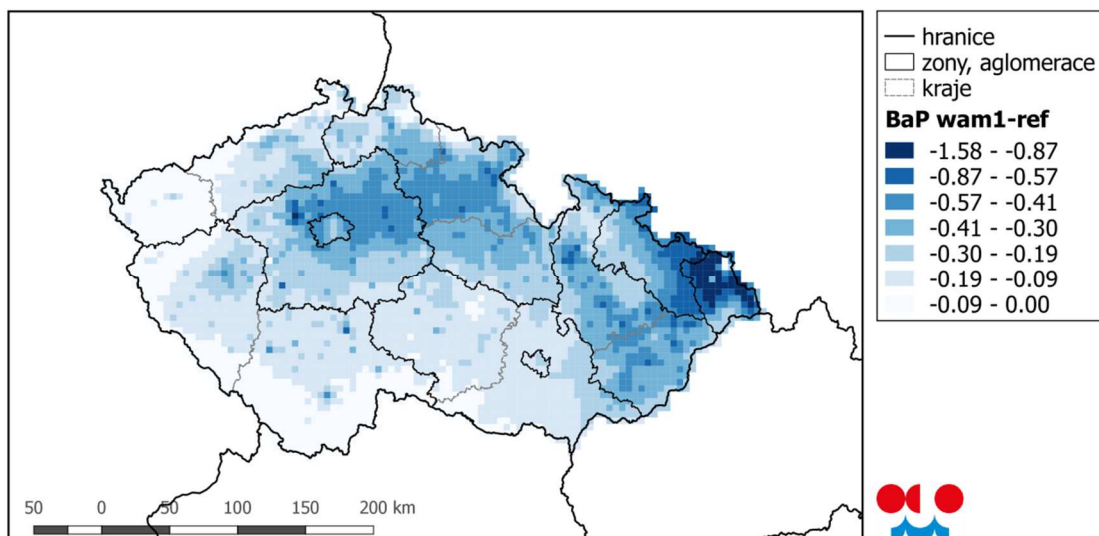 hranice
zony, aglomerace
kraje
BaP wam1-ref
-1.58 - -0.87
-0.87 - -0.57
-0.57 - -0.41
-0.41 - -0.30
-0.30 - -0.19
-0.19 - -0.09
-0.09 - 0.00
50 0 50 100 150 200 km